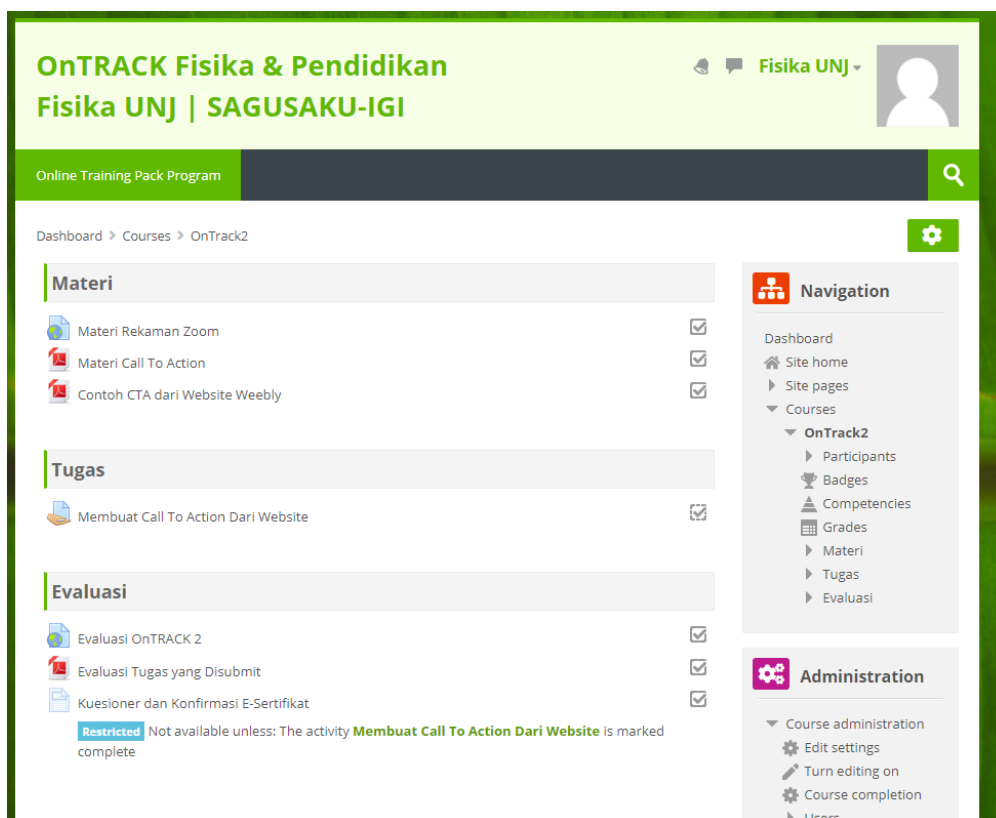 OnTRACK Fisika & Pendidikan
Fisika UNJ | SAGUSAKU-IGI
Fisika UNJ
Online Training Pack Program
Dashboard > Courses > OnTrack2
Materi
Materi Rekaman Zoom
Materi Call To Action
Contoh CTA dari Website Weebly
Tugas
Membuat Call To Action Dari Website
Evaluasi
Evaluasi OnTRACK 2
Evaluasi Tugas yang Disubmit
Kuesioner dan Konfirmasi E-Sertifikat
Restricted Not available unless: The activity Membuat Call To Action Dari Website is marked
complete
Navigation
Dashboard
Site home
Site pages
Courses
OnTrack2
Participants
Badges
Competencies
Grades
Materi
Tugas
Evaluasi
Administration
Course administration
Edit settings
Turn editing on
Course completion
Users